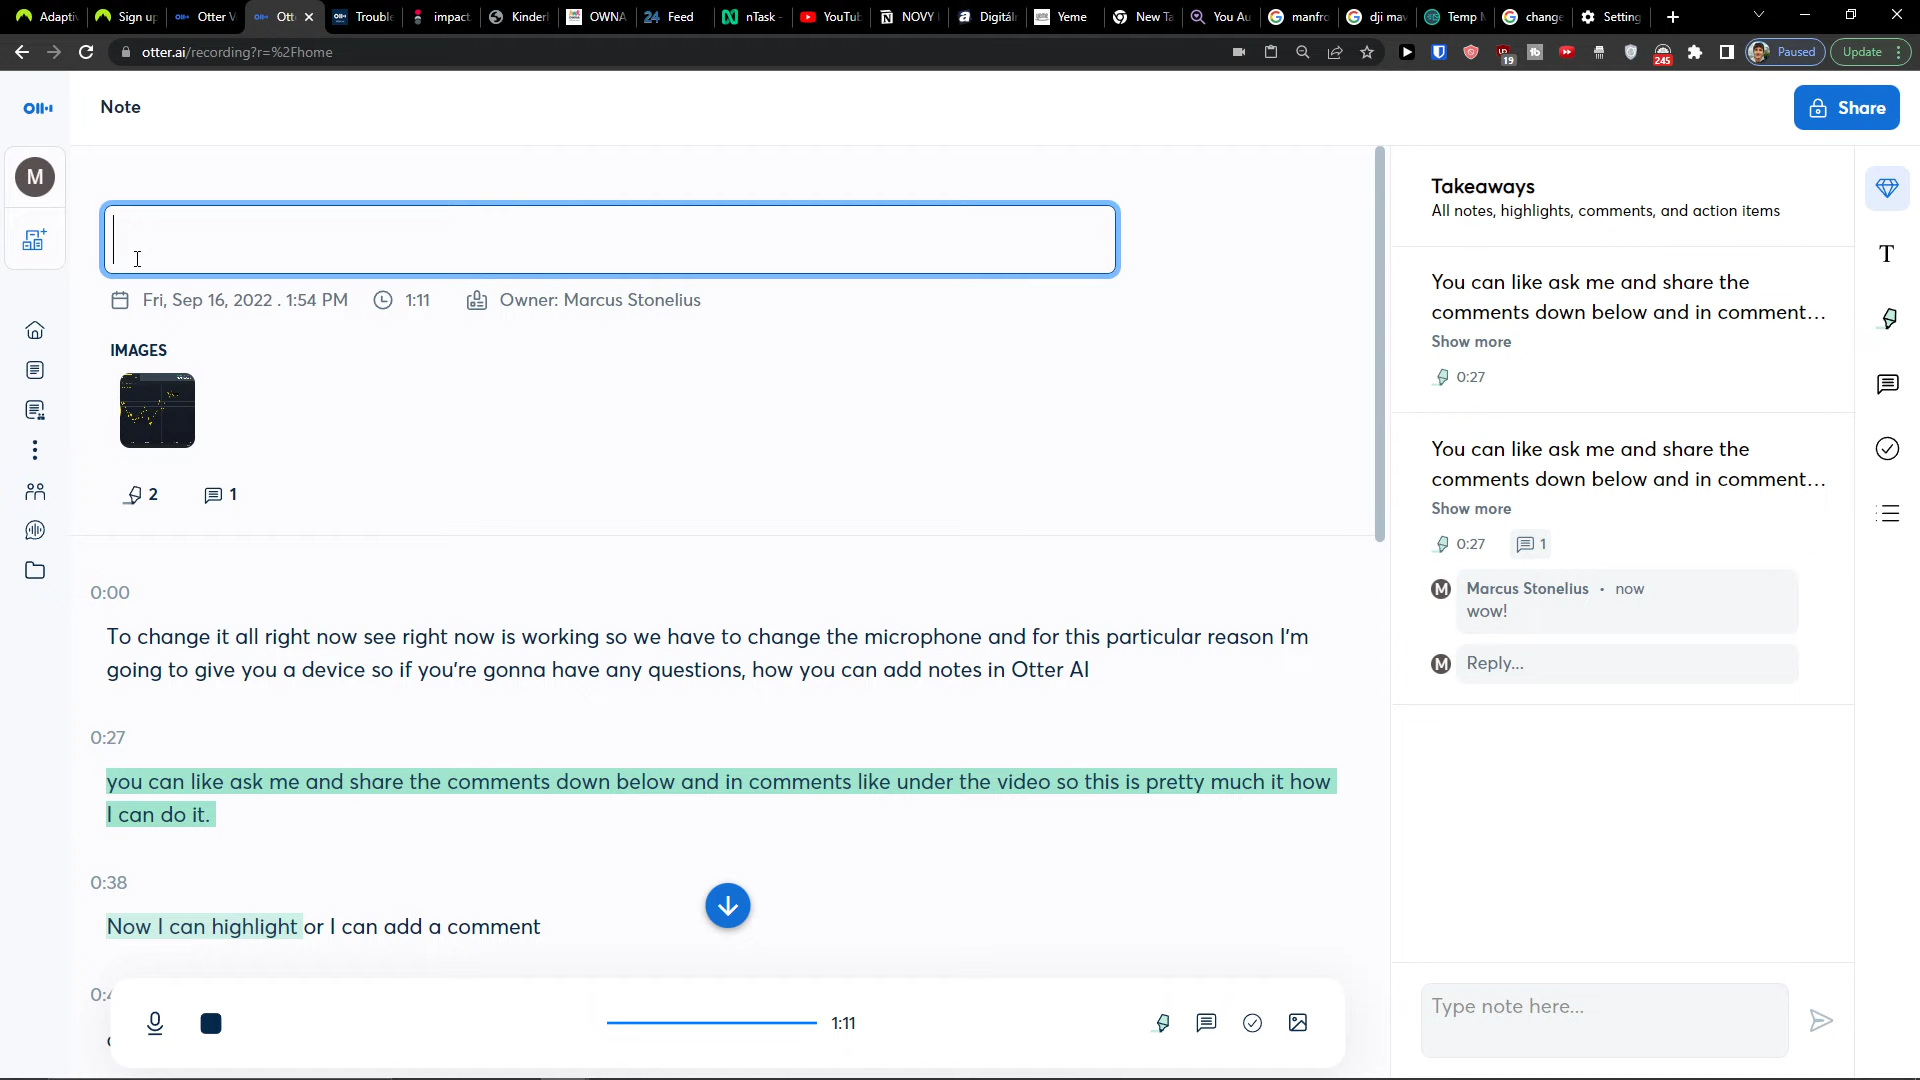 Adapti
Sign up
Otter V
Ott
Trouble
impact
Kinder
OWNA
24 Feed
nTask -
YouTub
NOVÝ
Digitál
Yeme
New Ta
You Au
manfro
dji mav
Temp M
change
Setting
otter.ai/recording?r=%2Fhome
19
245
Paused
Update
Note
Share
M
Fri, Sep 16, 2022 . 1:54 PM
1:11
Owner: Marcus Stonelius
IMAGES
2
1
0:00
To change it all right now see right now is working so we have to change the microphone and for this particular reason I'm
going to give you a device so if you're gonna have any questions, how you can add notes in Otter AI
0:27
you can like ask me and share the comments down below and in comments like under the video so this is pretty much it how
I can do it.
0:38
Now I can highlight or I can add a comment
1:11
Takeaways
All notes, highlights, comments, and action items
You can like ask me and share the
comments down below and in comment...
Show more
0:27
You can like ask me and share the
comments down below and in comment...
Show more
0:27
1
M Marcus Stonelius • now
wow!
M Reply...
Type note here...
T